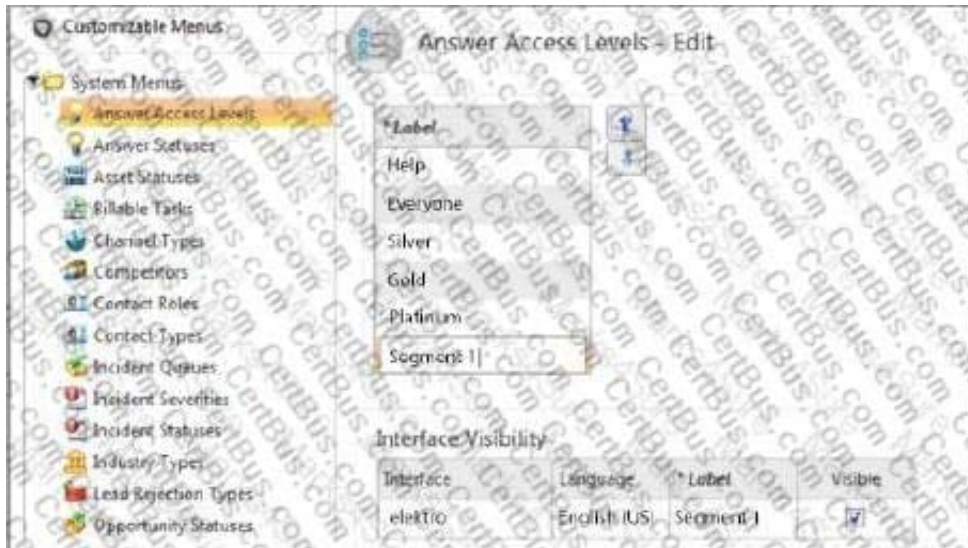 Customizable Menus
Answer Access Levels - Edit
System Menus
Answer Access Levels
Answer Statuses
Asset Statuses
Billable Tasks
Channel Types
Competitors
Contact Roles
Contact Types
Incident Queues
Incident Severities
Incident Statuses
Industry Types
Lead Rejection Types
Opportunity Statuses
*Label
Help
Everyone
Silver
Gold
Platinum
Segment 1
Interface Visibility
Interface Language * Label Visible
elektro English (US) Segment 1
CertBus.com